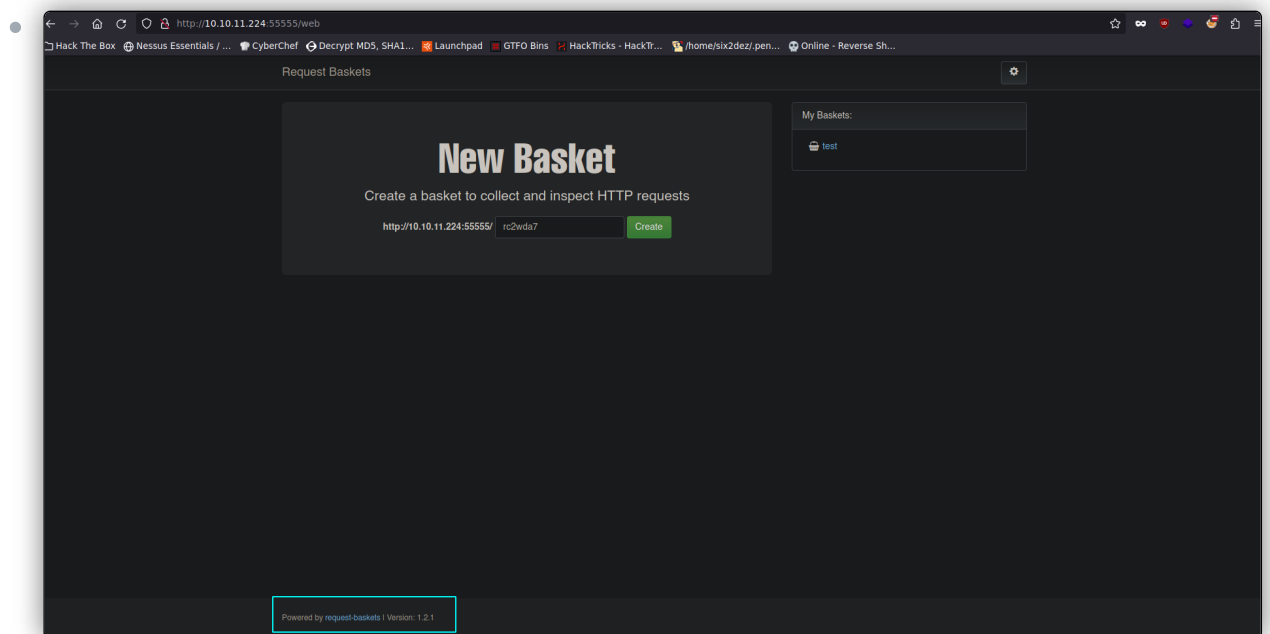 http://10.10.11.224:55555/web
Hack The Box Nessus Essentials / ... CyberChef Decrypt MD5, SHA1... Launchpad GTFO Bins HackTricks - HackTr... /home/six2dez/.pen... Online - Reverse Sh...
Request Baskets
New Basket
Create a basket to collect and inspect HTTP requests
http://10.10.11.224:55555/ rc2wda7 Create
My Baskets:
test
Powered by request-baskets | Version: 1.2.1